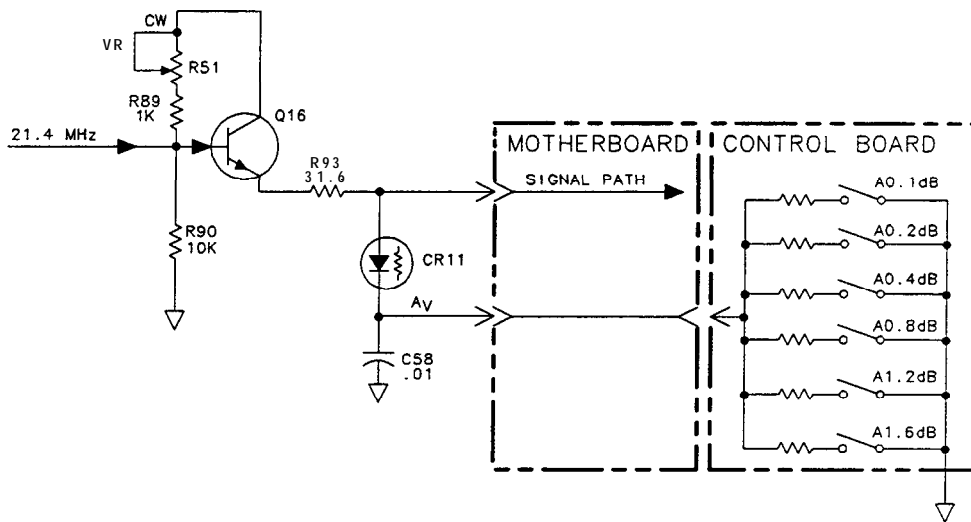 CW
VR
R51
R89
1K
Q16
21.4 MHz
R93
31.6
MOTHERBOARD
CONTROL BOARD
SIGNAL PATH
A0.1dB
R90
10K
A0.2dB
CR11
A0.4dB
AV
A0.8dB
C58
.01
A1.2dB
A1.6dB